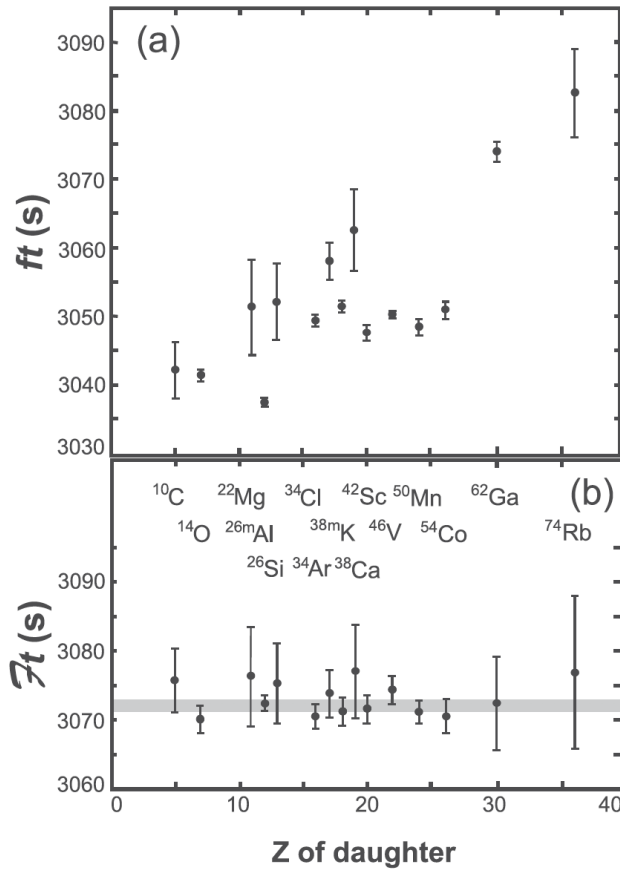 (a)
3090
3080
3070
3060
3050
3040
3030
ft (s)
(b)
¹⁰C ²²Mg ³⁴Cl ⁴²Sc ⁵⁰Mn ⁶²Ga
¹⁴O ²⁶ᵐAl ³⁸ᵐK ⁴⁶V ⁵⁴Co ⁷⁴Rb
²⁶Si ³⁴Ar ³⁸Ca
3090
3080
3070
3060
ℱt (s)
0 10 20 30 40
Z of daughter